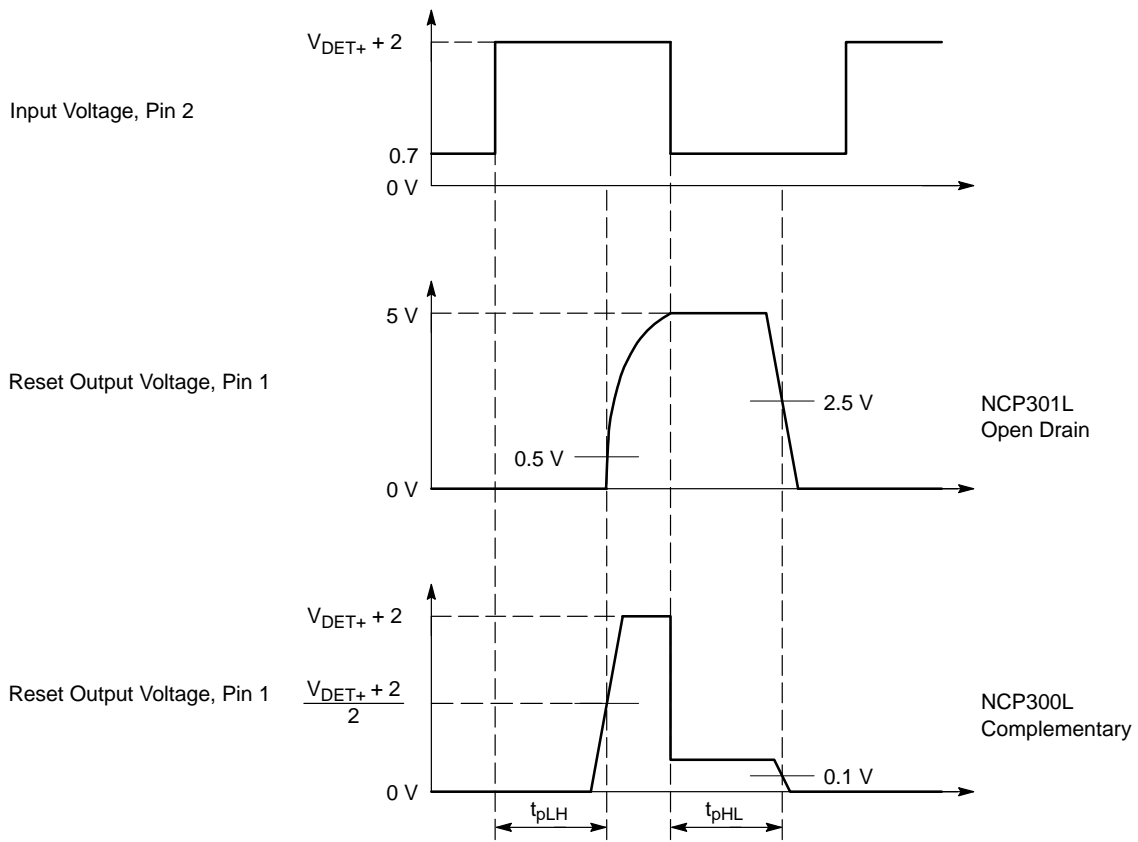 V_DET+ + 2
Input Voltage, Pin 2
0.7
0 V
5 V
Reset Output Voltage, Pin 1
2.5 V
NCP301L
Open Drain
0.5 V
0 V
V_DET+ + 2
Reset Output Voltage, Pin 1
V_DET+ + 2
2
NCP300L
Complementary
0.1 V
0 V
t_pLH
t_pHL